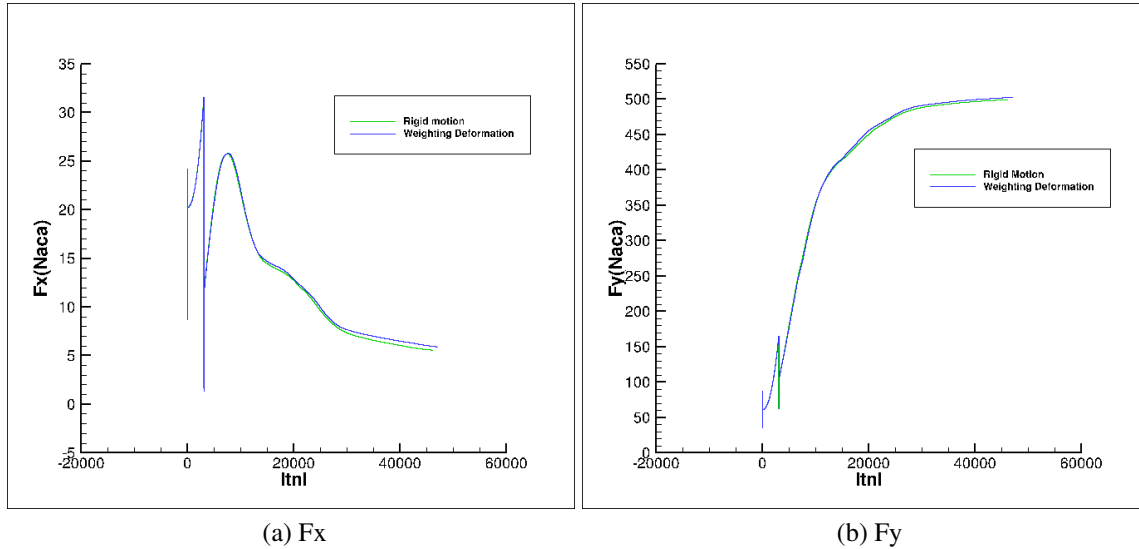 35
30
25
20
15
10
5
0
-5
Fx(Naca)
-20000 0 20000 40000 60000
ItnI
Rigid motion
Weighting Deformation
(a) Fx
550
500
450
400
350
300
250
200
150
100
50
0
Fy(Naca)
-20000 0 20000 40000 60000
ItnI
Rigid Motion
Weighting Deformation
(b) Fy